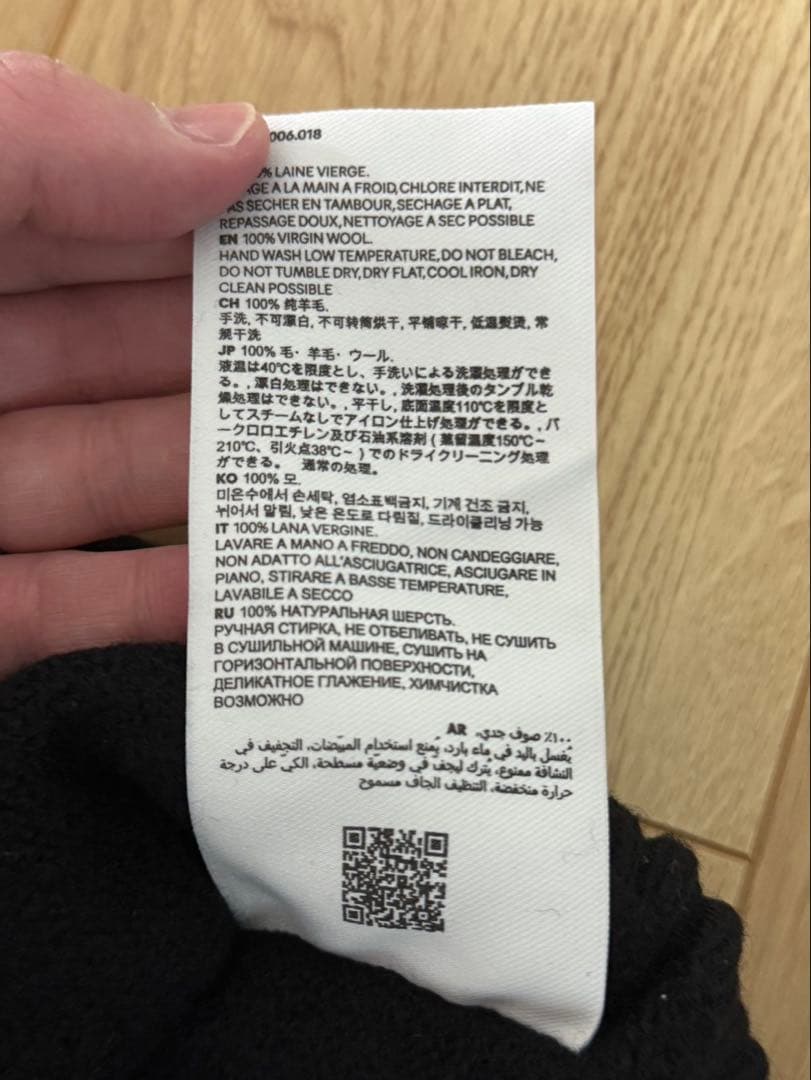 006.018
% LAINE VIERGE.
A LA MAIN A FROID, CHLORE INTERDIT, NE
PAS SECHER EN TAMBOUR, SECHAGE A PLAT,
REPASSAGE DOUX, NETTOYAGE A SEC POSSIBLE
EN 100% VIRGIN WOOL.
HAND WASH LOW TEMPERATURE, DO NOT BLEACH,
DO NOT TUMBLE DRY, DRY FLAT, COOL IRON, DRY
CLEAN POSSIBLE
CH 100% 纯羊毛.
手洗, 不可漂白, 不可转筒烘干, 平铺晾干, 低温熨烫, 常
规干洗
JP 100% 毛・羊毛・ウール.
液温は40℃を限度とし、手洗いによる洗濯処理ができ
る。, 漂白処理はできない。, 洗濯処理後のタンブル乾
燥処理はできない。, 平干し, 底面温度110℃を限度と
してスチームなしでアイロン仕上げ処理ができる。, パ
ークロロエチレン及び石油系溶剤 ( 蒸留温度150℃~
210℃、引火点38℃~ ) でのドライクリーニング処理
ができる。 通常の処理。
KO 100% 모.
미온수에서 손세탁, 염소표백금지, 기계 건조 금지,
뉘어서 말림, 낮은 온도로 다림질, 드라이클리닝 가능
IT 100% LANA VERGINE.
LAVARE A MANO A FREDDO, NON CANDEGGIARE,
NON ADATTO ALL'ASCIUGATRICE, ASCIUGARE IN
PIANO, STIRARE A BASSE TEMPERATURE,
LAVABILE A SECCO
RU 100% НАТУРАЛЬНАЯ ШЕРСТЬ.
РУЧНАЯ СТИРКА, НЕ ОТБЕЛИВАТЬ, НЕ СУШИТЬ
В СУШИЛЬНОЙ МАШИНЕ, СУШИТЬ НА
ГОРИЗОНТАЛЬНОЙ ПОВЕРХНОСТИ,
ДЕЛИКАТНОЕ ГЛАЖЕНИЕ, ХИМЧИСТКА
ВОЗМОЖНО
AR ١٠٠٪ صوف جدي.
يُغسل باليد في ماء بارد، يُمنع استخدام المبيّضات، التجفيف في
النشافة ممنوع، يُترك ليجف في وضعية مسطحة، الكيّ على درجة
حرارة منخفضة، التنظيف الجاف مسموح